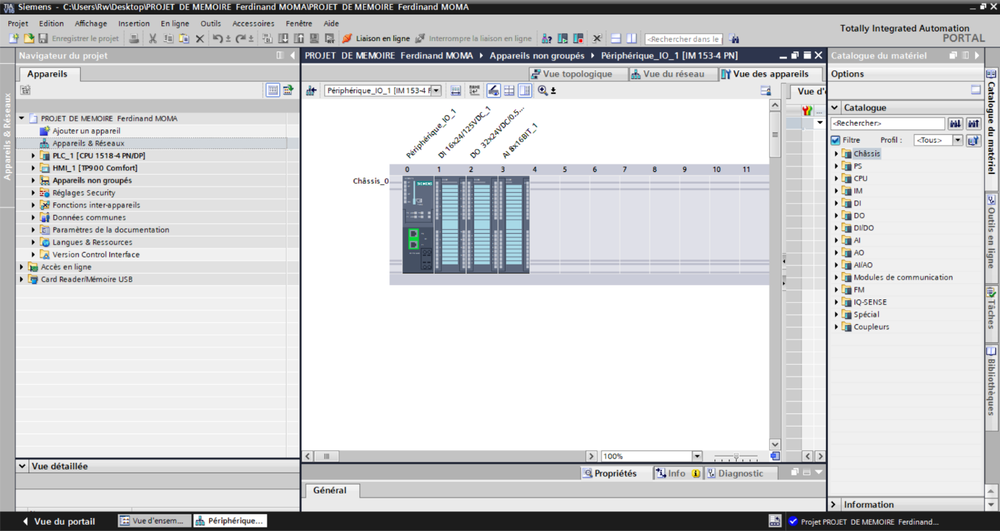 Siemens - C:\Users\Rw\Desktop\PROJET DE MEMOIRE Ferdinand MOMA\PROJET DE MEMOIRE Ferdinand MOMA
Projet Edition Affichage Insertion En ligne Outils Accessoires Fenêtre Aide
Totally Integrated Automation
PORTAL
Enregistrer le projet Liaison en ligne Interrompre la liaison en ligne <Rechercher dans le
Navigateur du projet
PROJET DE MEMOIRE Ferdinand MOMA Appareils non groupés Périphérique_IO_1 [IM 153-4 PN]
Catalogue du matériel
Appareils
Vue topologique Vue du réseau Vue des appareils
Options
Périphérique_IO_1 [IM 153-4 P
Vue d'
Catalogue
<Rechercher>
Filtre Profil : <Tous>
PROJET DE MEMOIRE Ferdinand MOMA
Ajouter un appareil
Appareils & Réseaux
PLC_1 [CPU 1518-4 PN/DP]
HMI_1 [TP900 Comfort]
Appareils non groupés
Réglages Security
Fonctions inter-appareils
Données communes
Paramètres de la documentation
Langues & Ressources
Version Control Interface
Accès en ligne
Card Reader/Mémoire USB
Périphérique_IO_1
DI 16x24/125VDC_1
DO 32x24VDC/0.5...
AI 8x16BIT_1
0 1 2 3 4 5 6 7 8 9 10 11
Châssis_0
SIEMENS
Châssis
PS
CPU
IM
DI
DO
DI/DO
AI
AO
AI/AO
Modules de communication
FM
IQ-SENSE
Spécial
Coupleurs
Appareils & Réseaux
Catalogue du matériel
Outils en ligne
Tâches
Bibliothèques
100%
Vue détaillée
Propriétés Info Diagnostic
Général
Information
Vue du portail Vue d'ensem... Périphérique... Projet PROJET DE MEMOIRE Ferdinand...